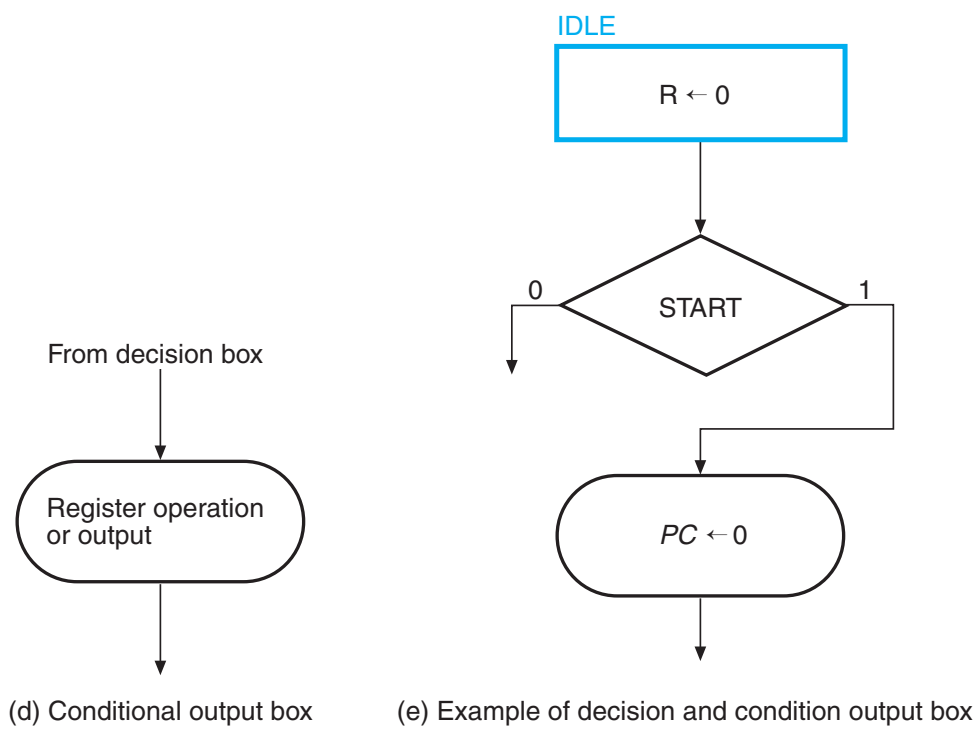 IDLE
R ← 0
0
1
START
From decision box
Register operation
or output
PC ← 0
(d) Conditional output box
(e) Example of decision and condition output box